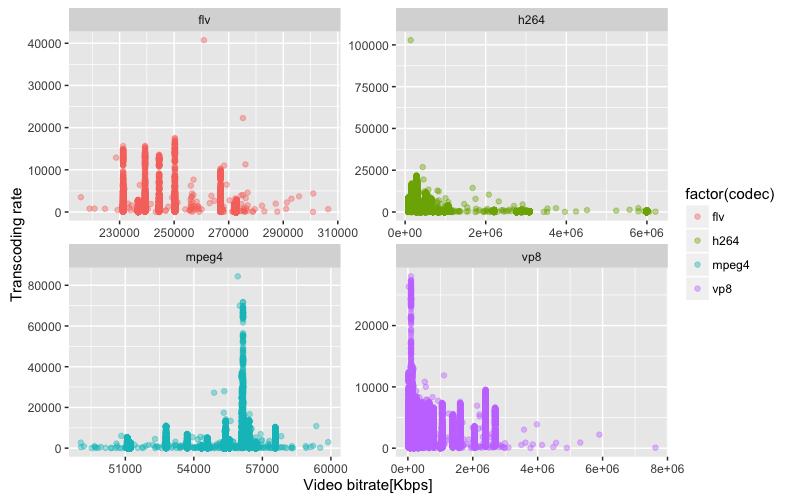 flv
h264
40000
30000
20000
10000
0
100000
75000
50000
25000
0
230000 250000 270000 290000 310000
0e+00 2e+06 4e+06 6e+06
mpeg4
vp8
80000
60000
40000
20000
0
20000
10000
0
51000 54000 57000 60000
0e+00 2e+06 4e+06 6e+06 8e+06
Transcoding rate
Video bitrate[Kbps]
factor(codec)
flv
h264
mpeg4
vp8